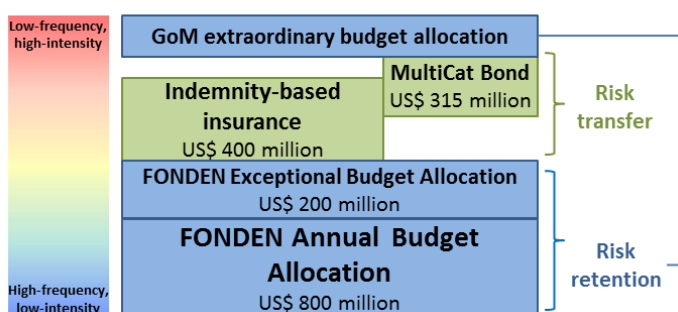 Low-frequency,
high-intensity
GoM extraordinary budget allocation
MultiCat Bond
US$ 315 million
Indemnity-based
insurance
US$ 400 million
Risk
transfer
FONDEN Exceptional Budget Allocation
US$ 200 million
FONDEN Annual Budget
Allocation
US$ 800 million
Risk
retention
High-frequency,
low-intensity